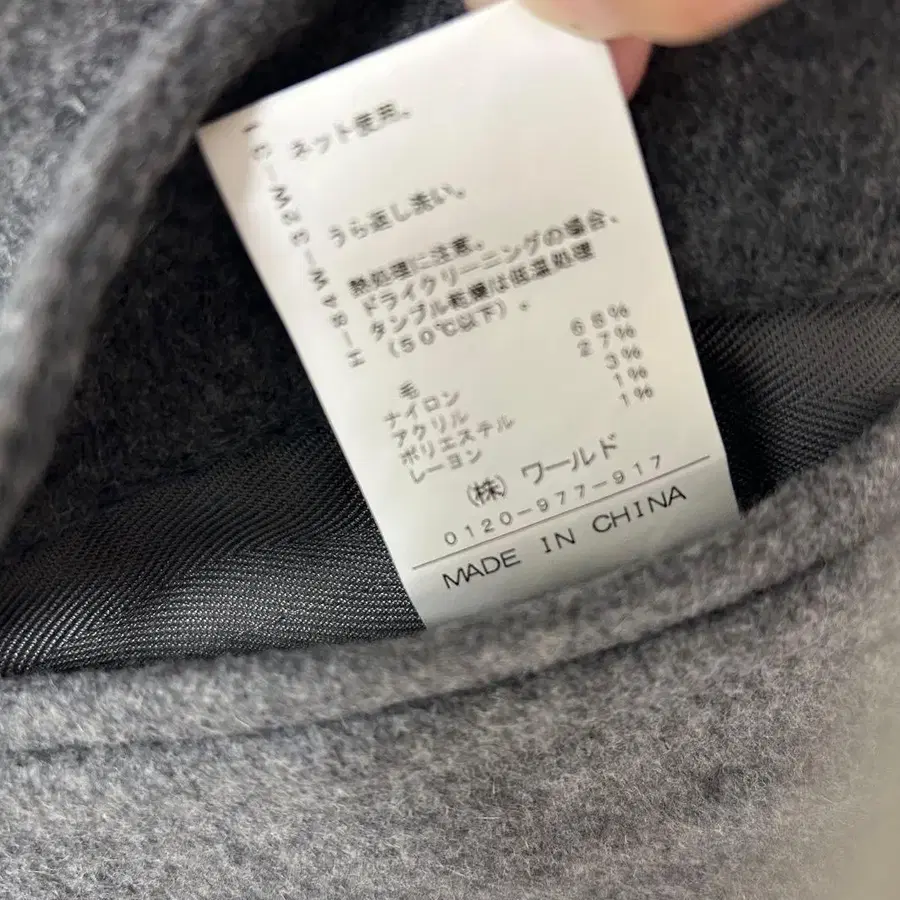 ネット使用。
うら返し洗い。
熱処理に注意。
ドライクリーニングの場合、
タンブル乾燥は低温処理
(50℃以下)。
毛 68%
ナイロン 27%
アクリル 3%
ポリエステル 1%
レーヨン 1%
(株) ワールド
0120-977-917
MADE IN CHINA